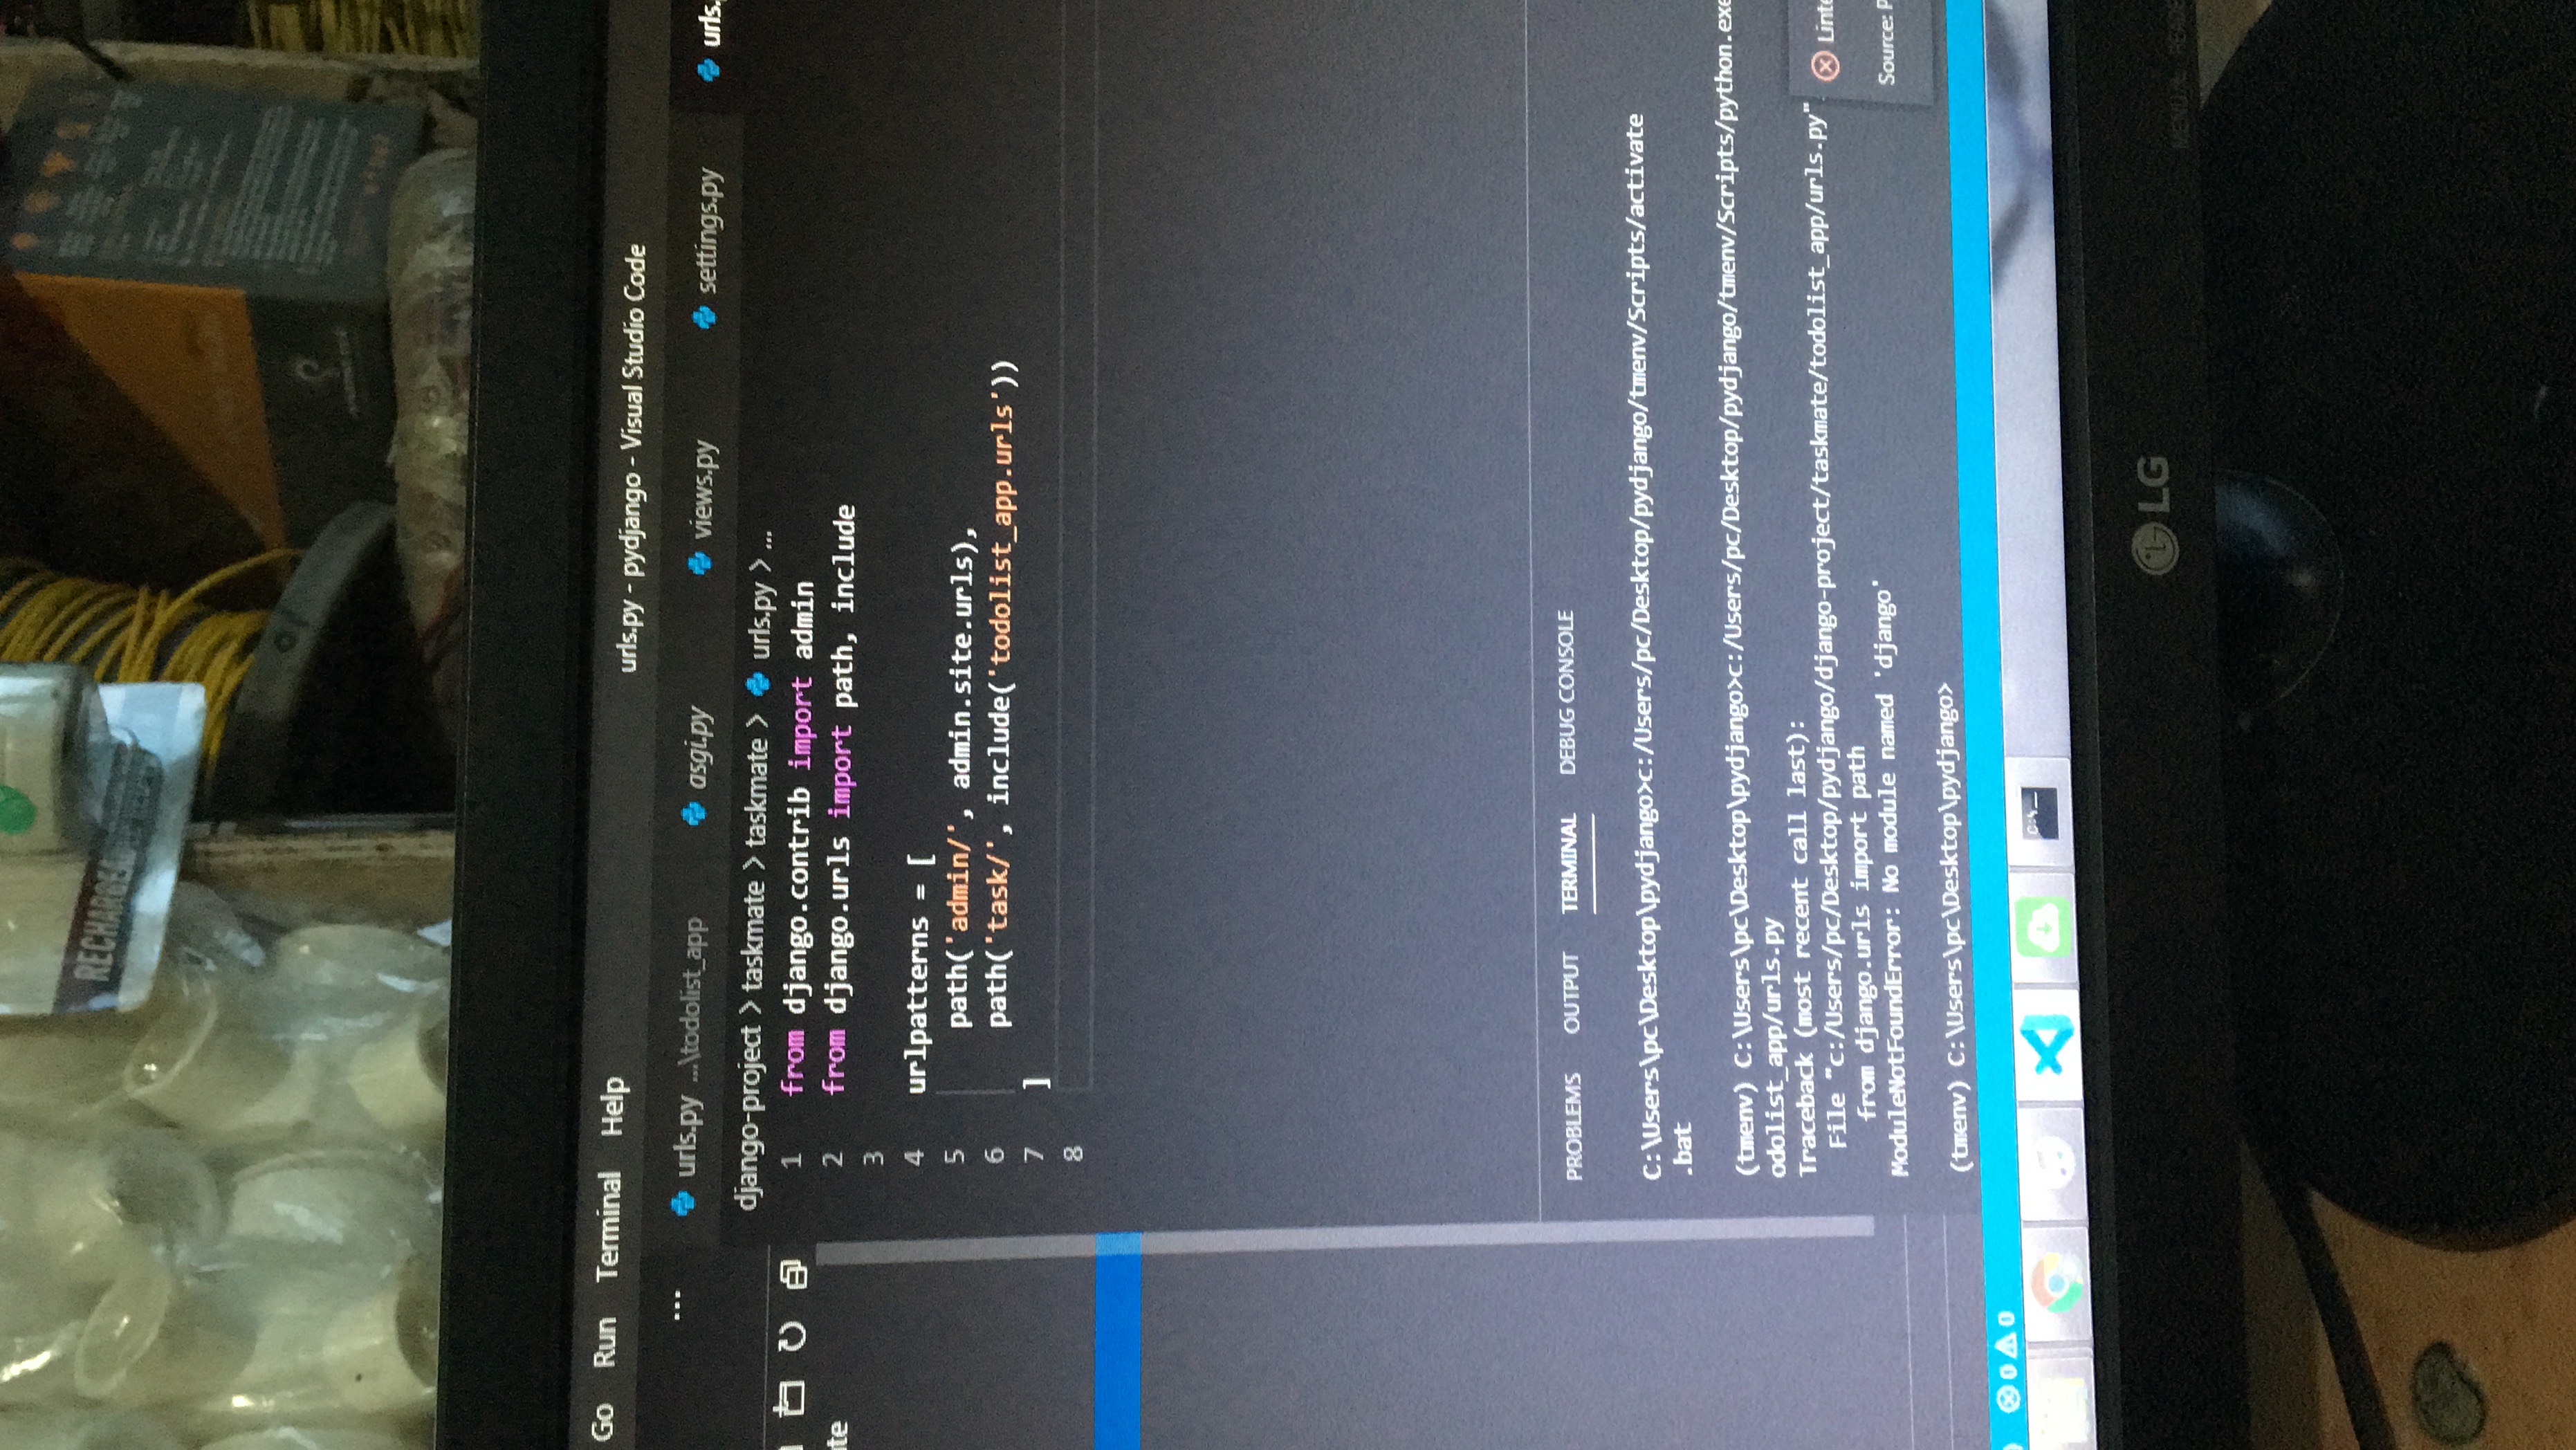 RECHARGEA
Go Run Terminal Help
urls.py - pydjango - Visual Studio Code
...
urls.py ...\todolist_app
asgi.py
views.py
settings.py
urls.
django-project > taskmate > taskmate > urls.py > ...
te
1 from django.contrib import admin
2 from django.urls import path, include
3
4 urlpatterns = [
5 path('admin/', admin.site.urls),
6 path('task/', include('todolist_app.urls'))
7 ]
8
PROBLEMS OUTPUT TERMINAL DEBUG CONSOLE
C:\Users\pc\Desktop\pydjango>c:/Users/pc/Desktop/pydjango/tmenv/Scripts/activate
.bat
(tmenv) C:\Users\pc\Desktop\pydjango>c:/Users/pc/Desktop/pydjango/tmenv/Scripts/python.exe
odolist_app/urls.py
Traceback (most recent call last):
File "c:/Users/pc/Desktop/pydjango/django-project/taskmate/todolist_app/urls.py"
from django.urls import path
ModuleNotFoundError: No module named 'django'
(tmenv) C:\Users\pc\Desktop\pydjango>
Linte
Source: P
0 0
C:\
LG
MENU